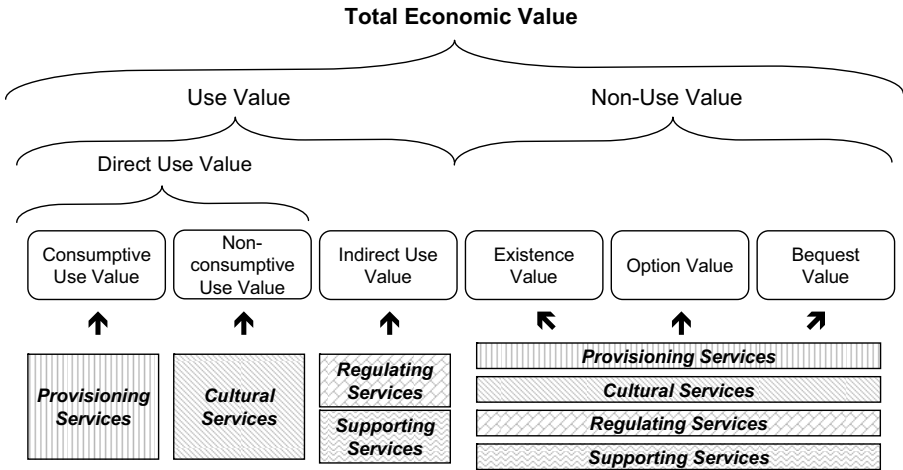 Total Economic Value
Use Value
Non-Use Value
Direct Use Value
Consumptive
Use Value
Non-
consumptive
Use Value
Indirect Use
Value
Existence
Value
Option Value
Bequest
Value
Provisioning
Services
Cultural
Services
Regulating
Services
Supporting
Services
Provisioning Services
Cultural Services
Regulating Services
Supporting Services